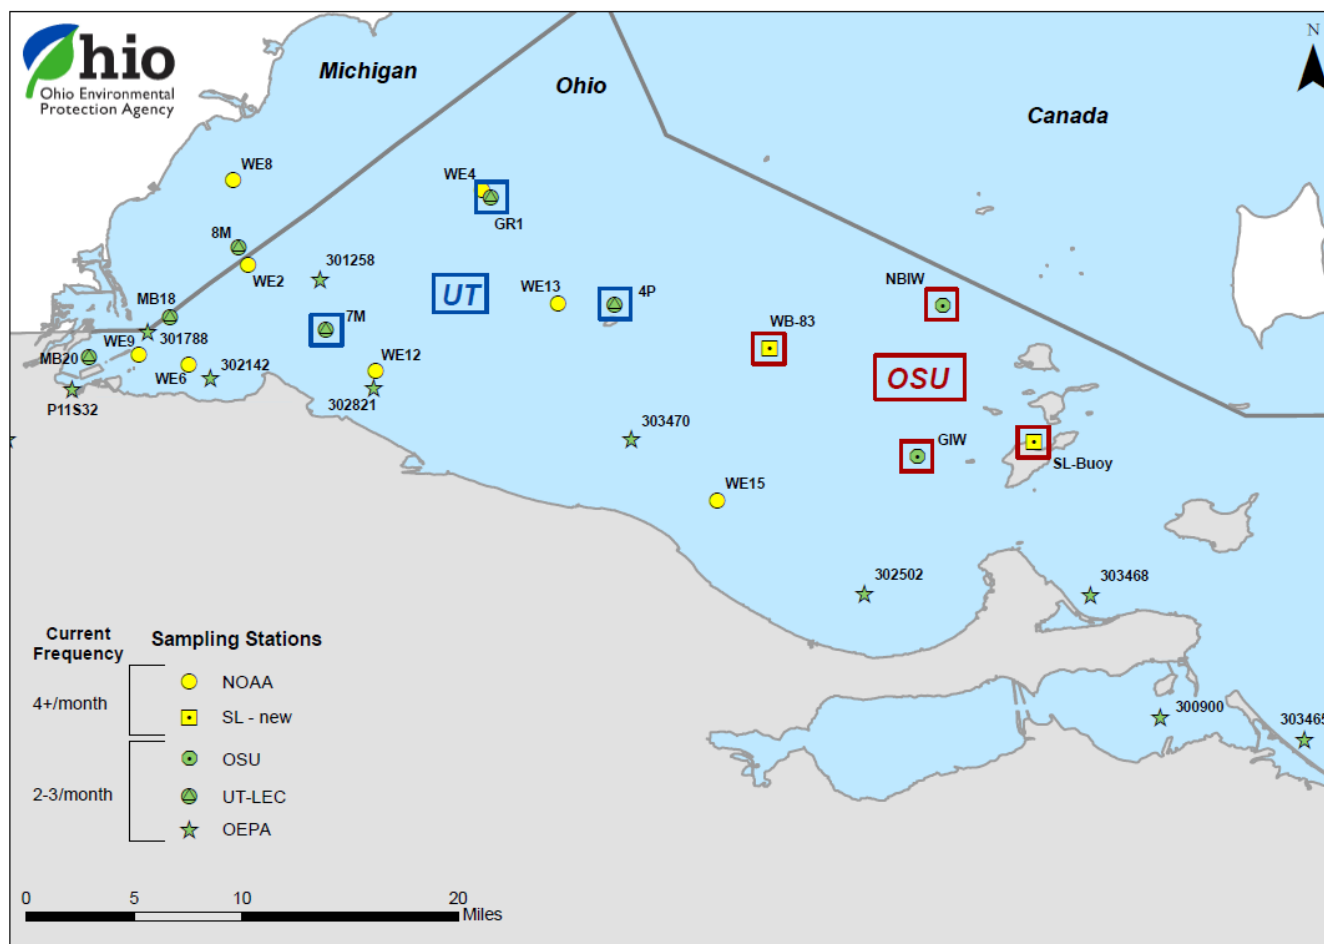 Ohio
Ohio Environmental
Protection Agency
Michigan
Ohio
Canada
N
WE8
WE4
GR1
8M
WE2
301258
UT
WE13
4P
NBIW
MB18
7M
WB-83
301788
WE9
MB20
WE6
302142
WE12
OSU
P11S32
302821
303470
GIW
SL-Buoy
WE15
302502
303468
300900
303465
Current
Frequency
Sampling Stations
4+/month
NOAA
SL - new
2-3/month
OSU
UT-LEC
OEPA
0 5 10 20
Miles